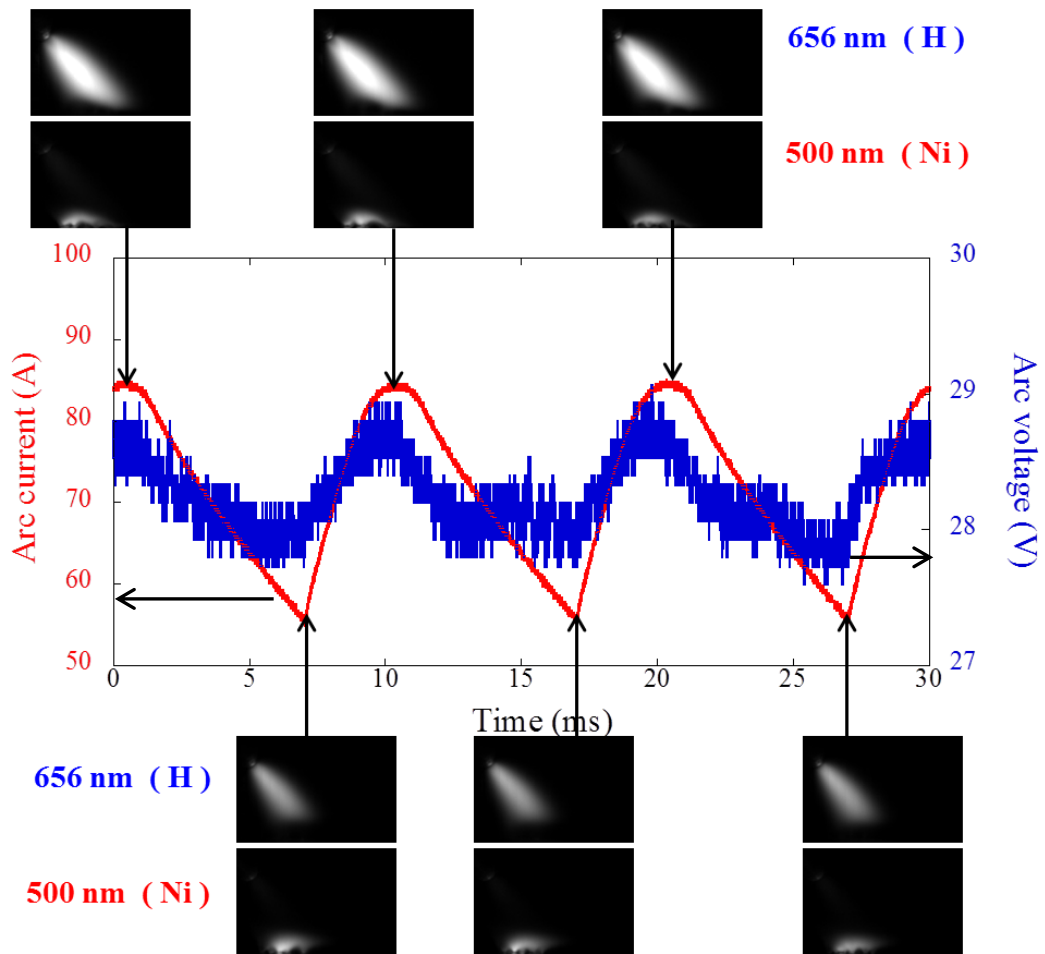 656 nm ( H )
500 nm ( Ni )
100
90
80
70
60
50
Arc current (A)
30
29
28
27
Arc voltage (V)
0 5 10 15 20 25 30
Time (ms)
656 nm ( H )
500 nm ( Ni )